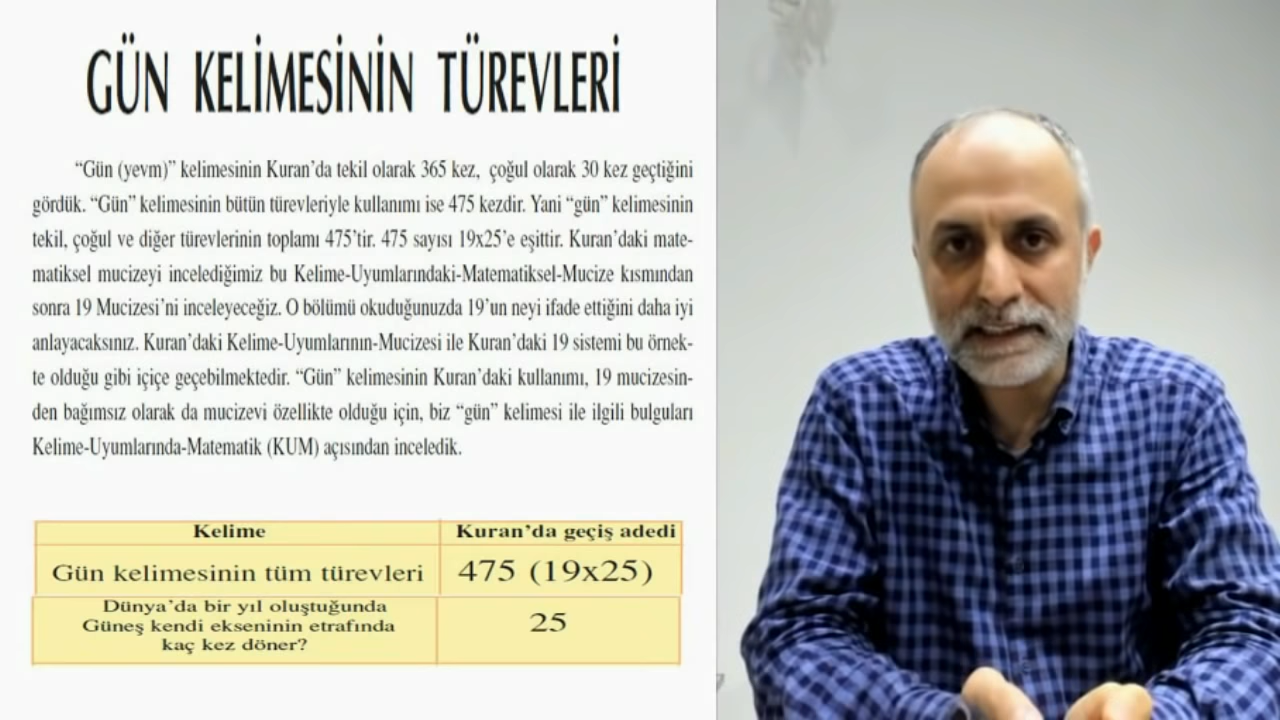 GÜN KELİMESİNİN TÜREVLERİ
“Gün (yevm)” kelimesinin Kuran’da tekil olarak 365 kez, çoğul olarak 30 kez geçtiğini
gördük. “Gün” kelimesinin bütün türevleriyle kullanımı ise 475 kezdir. Yani “gün” kelimesinin
tekil, çoğul ve diğer türevlerinin toplamı 475’tir. 475 sayısı 19x25’e eşittir. Kuran’daki mate-
matiksel mucizeyi incelediğimiz bu Kelime-Uyumlarındaki-Matematiksel-Mucize kısmından
sonra 19 Mucizesi’ni inceleyeceğiz. O bölümü okuduğunuzda 19’un neyi ifade ettiğini daha iyi
anlayacaksınız. Kuran’daki Kelime-Uyumlarının-Mucizesi ile Kuran’daki 19 sistemi bu örnek-
te olduğu gibi içiçe geçebilmektedir. “Gün” kelimesinin Kuran’daki kullanımı, 19 mucizesin-
den bağımsız olarak da mucizevi özellikte olduğu için, biz “gün” kelimesi ile ilgili bulguları
Kelime-Uyumlarında-Matematik (KUM) açısından inceledik.
Kelime Kuran’da geçiş adedi
Gün kelimesinin tüm türevleri 475 (19x25)
Dünya’da bir yıl oluştuğunda
Güneş kendi ekseninin etrafında
kaç kez döner?
25